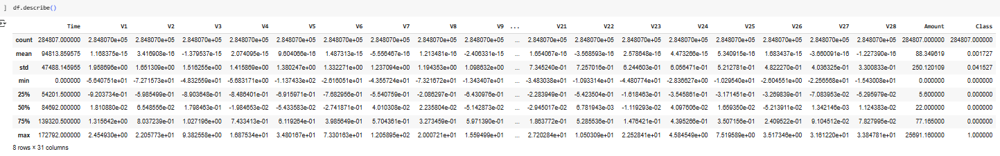 ] df.describe()
Time V1 V2 V3 V4 V5 V6 V7 V8 V9 ... V21 V22 V23 V24 V25 V26 V27 V28 Amount Class
count 284807.000000 2.848070e+05 2.848070e+05 2.848070e+05 2.848070e+05 2.848070e+05 2.848070e+05 2.848070e+05 2.848070e+05 2.848070e+05 ... 2.848070e+05 2.848070e+05 2.848070e+05 2.848070e+05 2.848070e+05 2.848070e+05 2.848070e+05 2.848070e+05 284807.000000 284807.000000
mean 94813.859575 1.168375e-15 3.416908e-16 -1.379537e-15 2.074095e-15 9.604066e-16 1.487313e-15 -5.556467e-16 1.213481e-16 -2.406331e-15 ... 1.654067e-16 -3.568593e-16 2.578648e-16 4.473266e-15 5.340915e-16 1.683437e-15 -3.660091e-16 -1.227390e-16 88.349619 0.001727
std 47488.145955 1.958696e+00 1.651309e+00 1.516255e+00 1.415869e+00 1.380247e+00 1.332271e+00 1.237094e+00 1.194353e+00 1.098632e+00 ... 7.345240e-01 7.257016e-01 6.244603e-01 6.056471e-01 5.212781e-01 4.822270e-01 4.036325e-01 3.300833e-01 250.120109 0.041527
min 0.000000 -5.640751e+01 -7.271573e+01 -4.832559e+01 -5.683171e+00 -1.137433e+02 -2.616051e+01 -4.355724e+01 -7.321672e+01 -1.343407e+01 ... -3.483038e+01 -1.093314e+01 -4.480774e+01 -2.836627e+00 -1.029540e+01 -2.604551e+00 -2.256568e+01 -1.543008e+01 0.000000 0.000000
25% 54201.500000 -9.203734e-01 -5.985499e-01 -8.903648e-01 -8.486401e-01 -6.915971e-01 -7.682956e-01 -5.540759e-01 -2.086297e-01 -6.430976e-01 ... -2.283949e-01 -5.423504e-01 -1.618463e-01 -3.545861e-01 -3.171451e-01 -3.269839e-01 -7.083953e-02 -5.295979e-02 5.600000 0.000000
50% 84692.000000 1.810880e-02 6.548556e-02 1.798463e-01 -1.984653e-02 -5.433583e-02 -2.741871e-01 4.010308e-02 2.235804e-02 -5.142873e-02 ... -2.945017e-02 6.781943e-03 -1.119293e-02 4.097606e-02 1.659350e-02 -5.213911e-02 1.342146e-03 1.124383e-02 22.000000 0.000000
75% 139320.500000 1.315642e+00 8.037239e-01 1.027196e+00 7.433413e-01 6.119264e-01 3.985649e-01 5.704361e-01 3.273459e-01 5.971390e-01 ... 1.863772e-01 5.285536e-01 1.476421e-01 4.395266e-01 3.507156e-01 2.409522e-01 9.104512e-02 7.827995e-02 77.165000 0.000000
max 172792.000000 2.454930e+00 2.205773e+01 9.382558e+00 1.687534e+01 3.480167e+01 7.330163e+01 1.205895e+02 2.000721e+01 1.559499e+01 ... 2.720284e+01 1.050309e+01 2.252841e+01 4.584549e+00 7.519589e+00 3.517346e+00 3.161220e+01 3.384781e+01 25691.160000 1.000000
8 rows × 31 columns